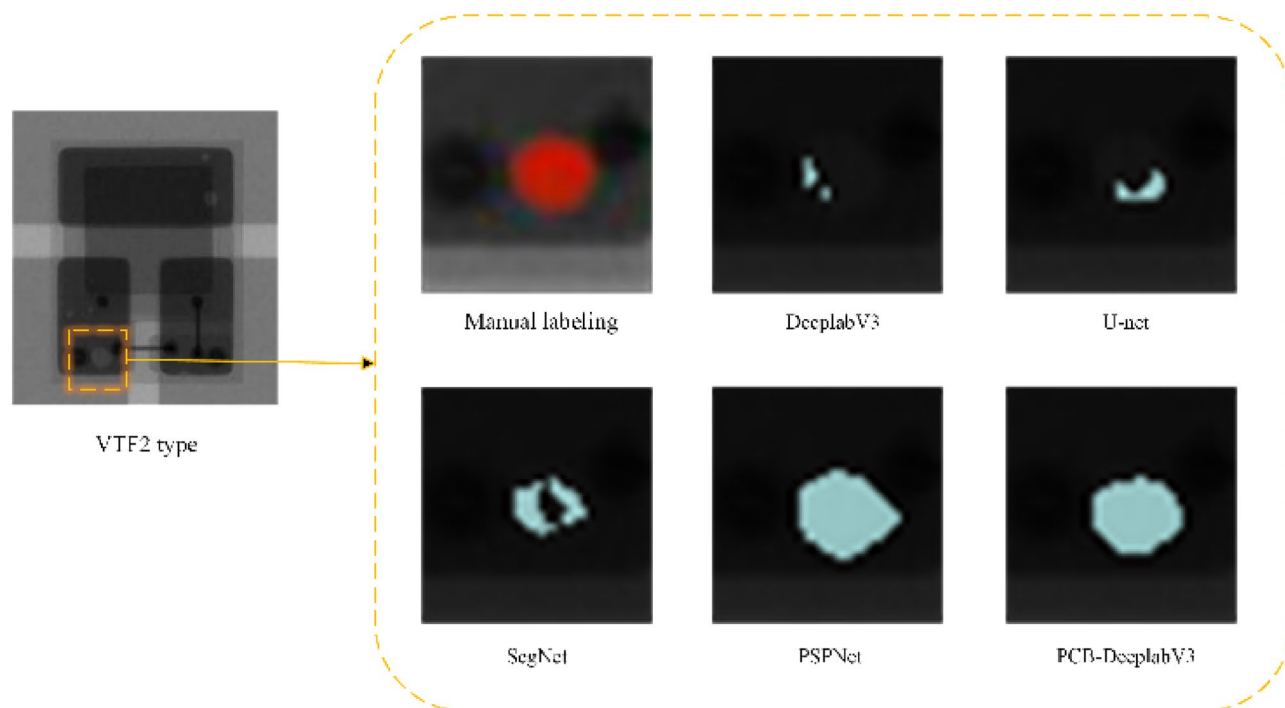 Manual labeling
DeeplabV3
U-net
VTF2 type
SegNet
PSPNet
PCB-DeeplabV3